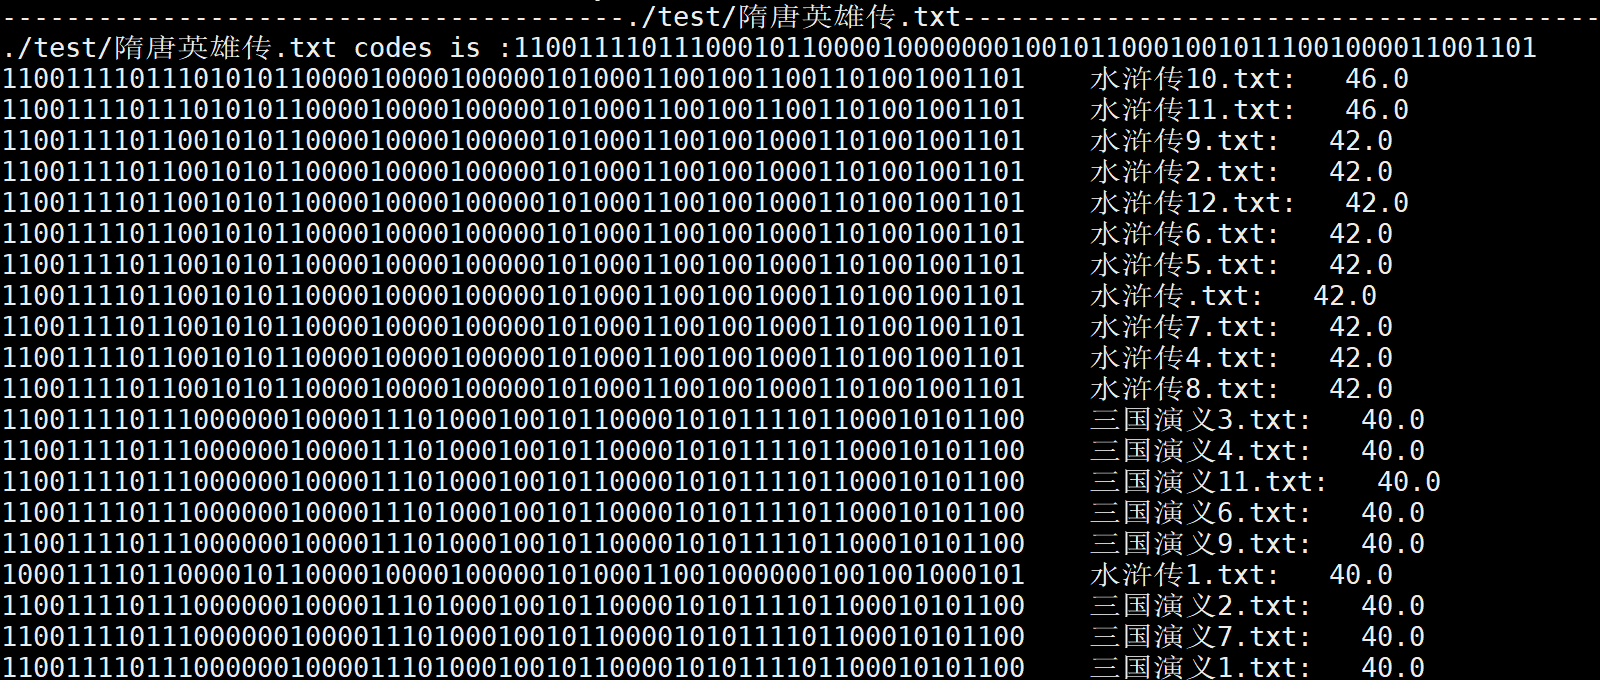 ---------------------------------------./test/隋唐英雄传.txt----------------------------------------
./test/隋唐英雄传.txt codes is :1100111101110001011000010000000100101100010010111001000011001101
1100111101110101011000010000100000101000110010011001101001001101    水浒传10.txt:   46.0
1100111101110101011000010000100000101000110010011001101001001101    水浒传11.txt:   46.0
1100111101100101011000010000100000101000110010010001101001001101    水浒传9.txt:   42.0
1100111101100101011000010000100000101000110010010001101001001101    水浒传2.txt:   42.0
1100111101100101011000010000100000101000110010010001101001001101    水浒传12.txt:   42.0
1100111101100101011000010000100000101000110010010001101001001101    水浒传6.txt:   42.0
1100111101100101011000010000100000101000110010010001101001001101    水浒传5.txt:   42.0
1100111101100101011000010000100000101000110010010001101001001101    水浒传.txt:   42.0
1100111101100101011000010000100000101000110010010001101001001101    水浒传7.txt:   42.0
1100111101100101011000010000100000101000110010010001101001001101    水浒传4.txt:   42.0
1100111101100101011000010000100000101000110010010001101001001101    水浒传8.txt:   42.0
1100111101110000001000011101000100101100001010111101100010101100    三国演义3.txt:   40.0
1100111101110000001000011101000100101100001010111101100010101100    三国演义4.txt:   40.0
1100111101110000001000011101000100101100001010111101100010101100    三国演义11.txt:   40.0
1100111101110000001000011101000100101100001010111101100010101100    三国演义6.txt:   40.0
1100111101110000001000011101000100101100001010111101100010101100    三国演义9.txt:   40.0
1000111101100001011000010000100000101000110010000001001001000101    水浒传1.txt:   40.0
1100111101110000001000011101000100101100001010111101100010101100    三国演义2.txt:   40.0
1100111101110000001000011101000100101100001010111101100010101100    三国演义7.txt:   40.0
1100111101110000001000011101000100101100001010111101100010101100    三国演义1.txt:   40.0